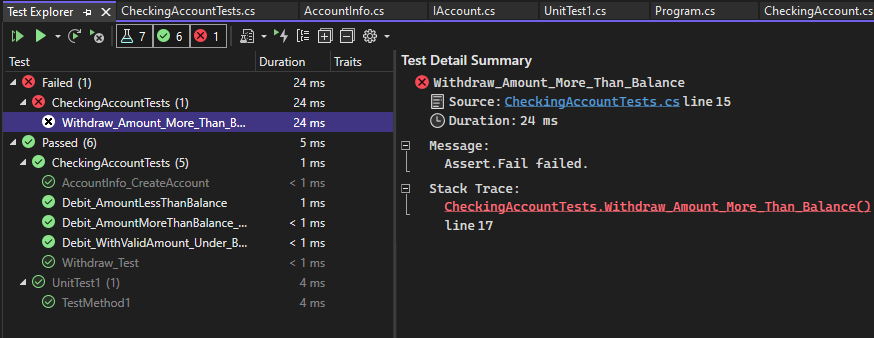 Test Explorer
CheckingAccountTests.cs
AccountInfo.cs
IAccount.cs
UnitTest1.cs
Program.cs
CheckingAccount.cs
7 6 1
Test Duration Traits
Failed (1) 24 ms
CheckingAccountTests (1) 24 ms
Withdraw_Amount_More_Than_B... 24 ms
Passed (6) 5 ms
CheckingAccountTests (5) 1 ms
AccountInfo_CreateAccount < 1 ms
Debit_AmountLessThanBalance 1 ms
Debit_AmountMoreThanBalance_... < 1 ms
Debit_WithValidAmount_Under_B... < 1 ms
Withdraw_Test < 1 ms
UnitTest1 (1) 4 ms
TestMethod1 4 ms
Test Detail Summary
Withdraw_Amount_More_Than_Balance
Source: CheckingAccountTests.cs line 15
Duration: 24 ms
Message:
Assert.Fail failed.
Stack Trace:
CheckingAccountTests.Withdraw_Amount_More_Than_Balance()
line 17